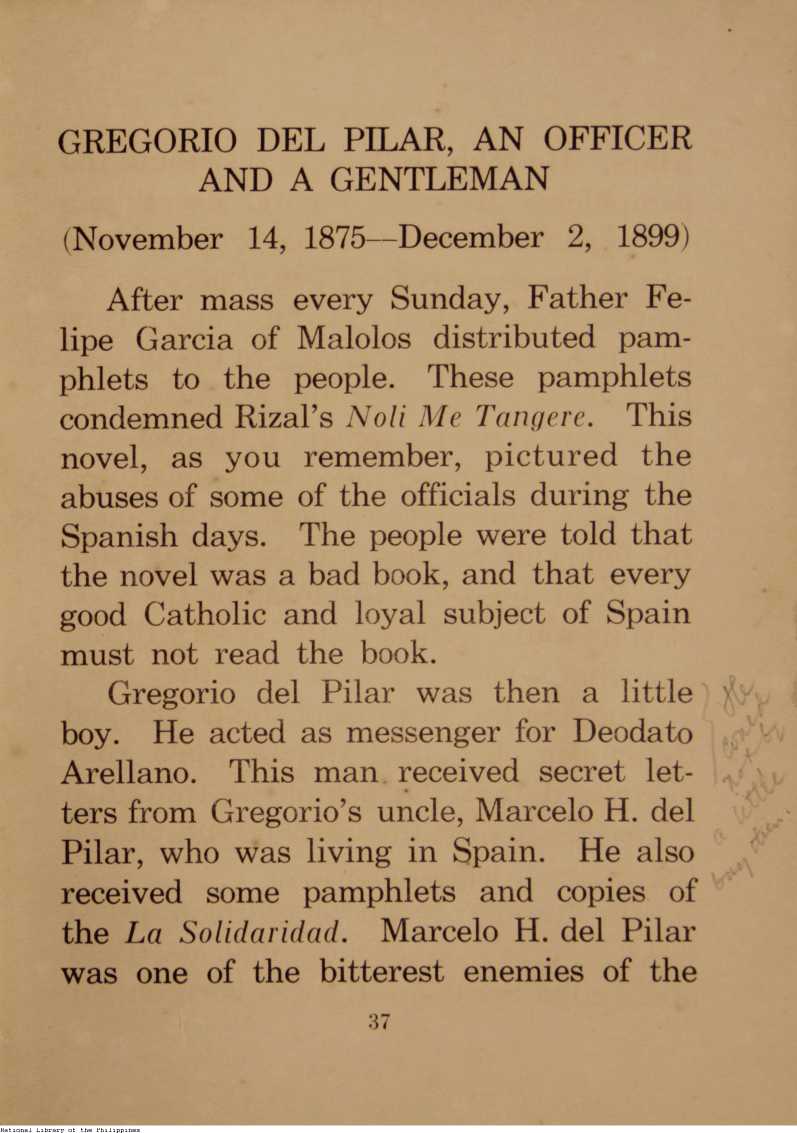 GREGORIO DEL PILAR, AN OFFICER
AND A GENTLEMAN
(November 14, 1875—December 2, 1899)
After mass every Sunday, Father Fe-
lipe Garcia of Malolos distributed pam-
phlets to the people. These pamphlets
condemned Rizal's Noli Me Tangere. This
novel, as you remember, pictured the
abuses of some of the officials during the
Spanish days. The people were told that
the novel was a bad book, and that every
good Catholic and loyal subject of Spain
must not read the book.
Gregorio del Pilar was then a little
boy. He acted as messenger for Deodato
Arellano. This man received secret let-
ters from Gregorio's uncle, Marcelo H. del
Pilar, who was living in Spain. He also
received some pamphlets and copies of
the La Solidaridad. Marcelo H. del Pilar
was one of the bitterest enemies of the
37
National Library of the Philippines